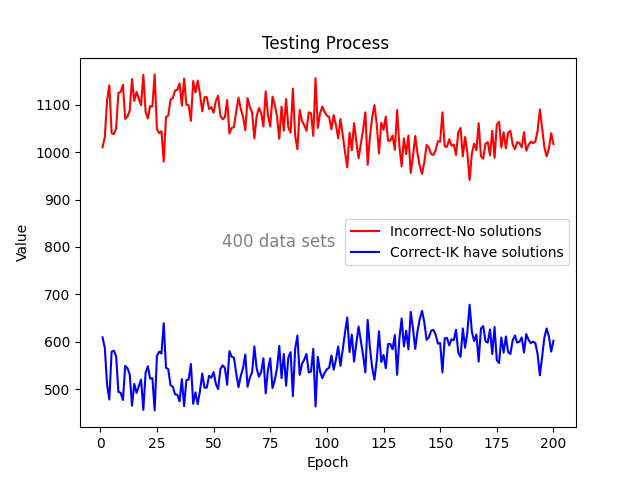 Testing Process
Value
1100
1000
900
800
700
600
500
400 data sets
Incorrect-No solutions
Correct-IK have solutions
0 25 50 75 100 125 150 175 200
Epoch